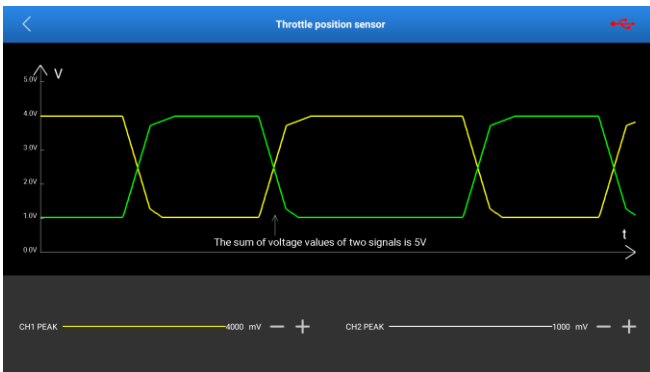 Throttle position sensor
V
5.0V
4.0V
3.0V
2.0V
1.0V
0.0V
The sum of voltage values of two signals is 5V
t
CH1 PEAK 4000 mV
CH2 PEAK 1000 mV